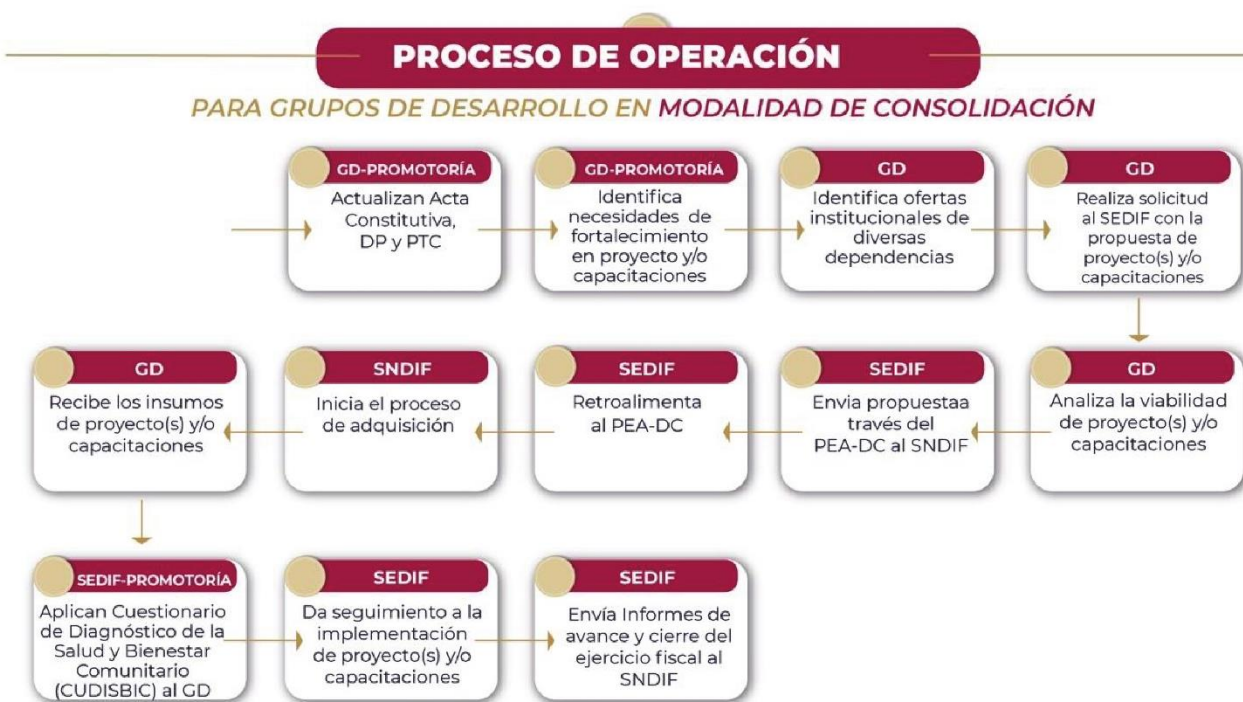 PROCESO DE OPERACIÓN
PARA GRUPOS DE DESARROLLO EN MODALIDAD DE CONSOLIDACIÓN
GD-PROMOTORÍA
Actualizan Acta
Constitutiva,
DP y PTC
GD-PROMOTORÍA
Identifica
necesidades de
fortalecimiento
en proyecto y/o
capacitaciones
GD
Identifica ofertas
institucionales de
diversas
dependencias
GD
Realiza solicitud
al SEDIF con la
propuesta de
proyecto(s) y/o
capacitaciones
GD
Analiza la viabilidad
de proyecto(s) y/o
capacitaciones
SEDIF
Envia propuestaa
través del
PEA-DC al SNDIF
SEDIF
Retroalimenta
al PEA-DC
SNDIF
Inicia el proceso
de adquisición
GD
Recibe los insumos
de proyecto(s) y/o
capacitaciones
SEDIF-PROMOTORÍA
Aplican Cuestionario
de Diagnóstico de la
Salud y Bienestar
Comunitario
(CUDISBIC) al GD
SEDIF
Da seguimiento a la
implementación
de proyecto(s) y/o
capacitaciones
SEDIF
Envía Informes de
avance y cierre del
ejercicio fiscal al
SNDIF